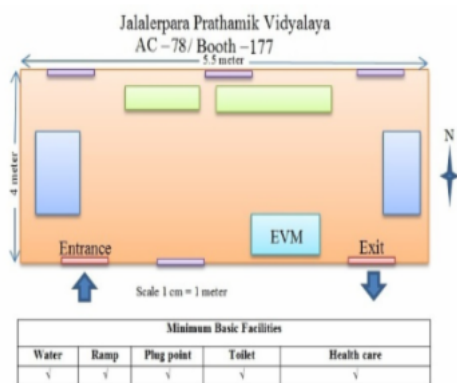 Jalalerpara Prathamik Vidyalaya
AC –78/ Booth –177
5.5 meter
4 meter
N
EVM
Entrance
Exit
Scale 1 cm = 1 meter
Minimum Basic Facilities
Water Ramp Plug point Toilet Health care
√ √ √ √ √